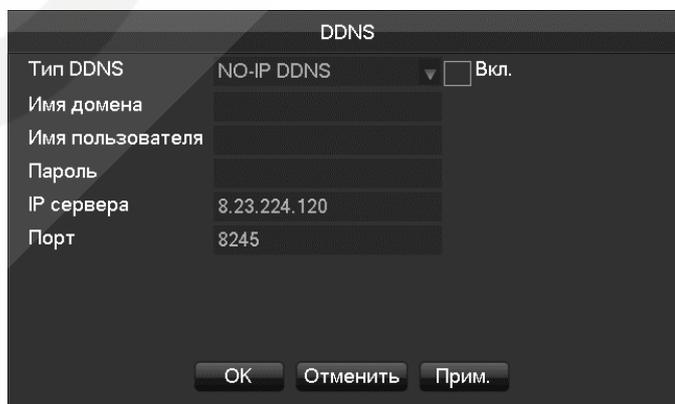 DDNS
Тип DDNS NO-IP DDNS Вкл.
Имя домена
Имя пользователя
Пароль
IP сервера 8.23.224.120
Порт 8245
OK Отменить Прим.